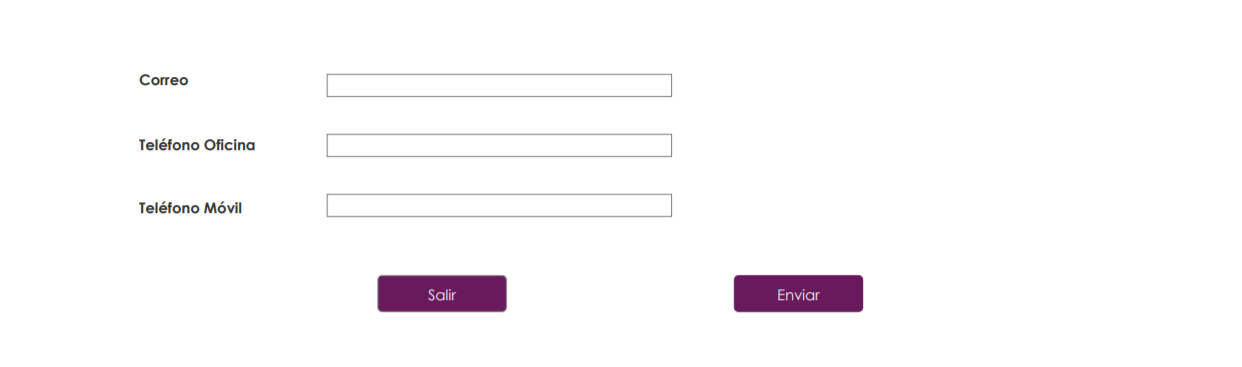 Correo
Teléfono Oficina
Teléfono Móvil
Salir
Enviar